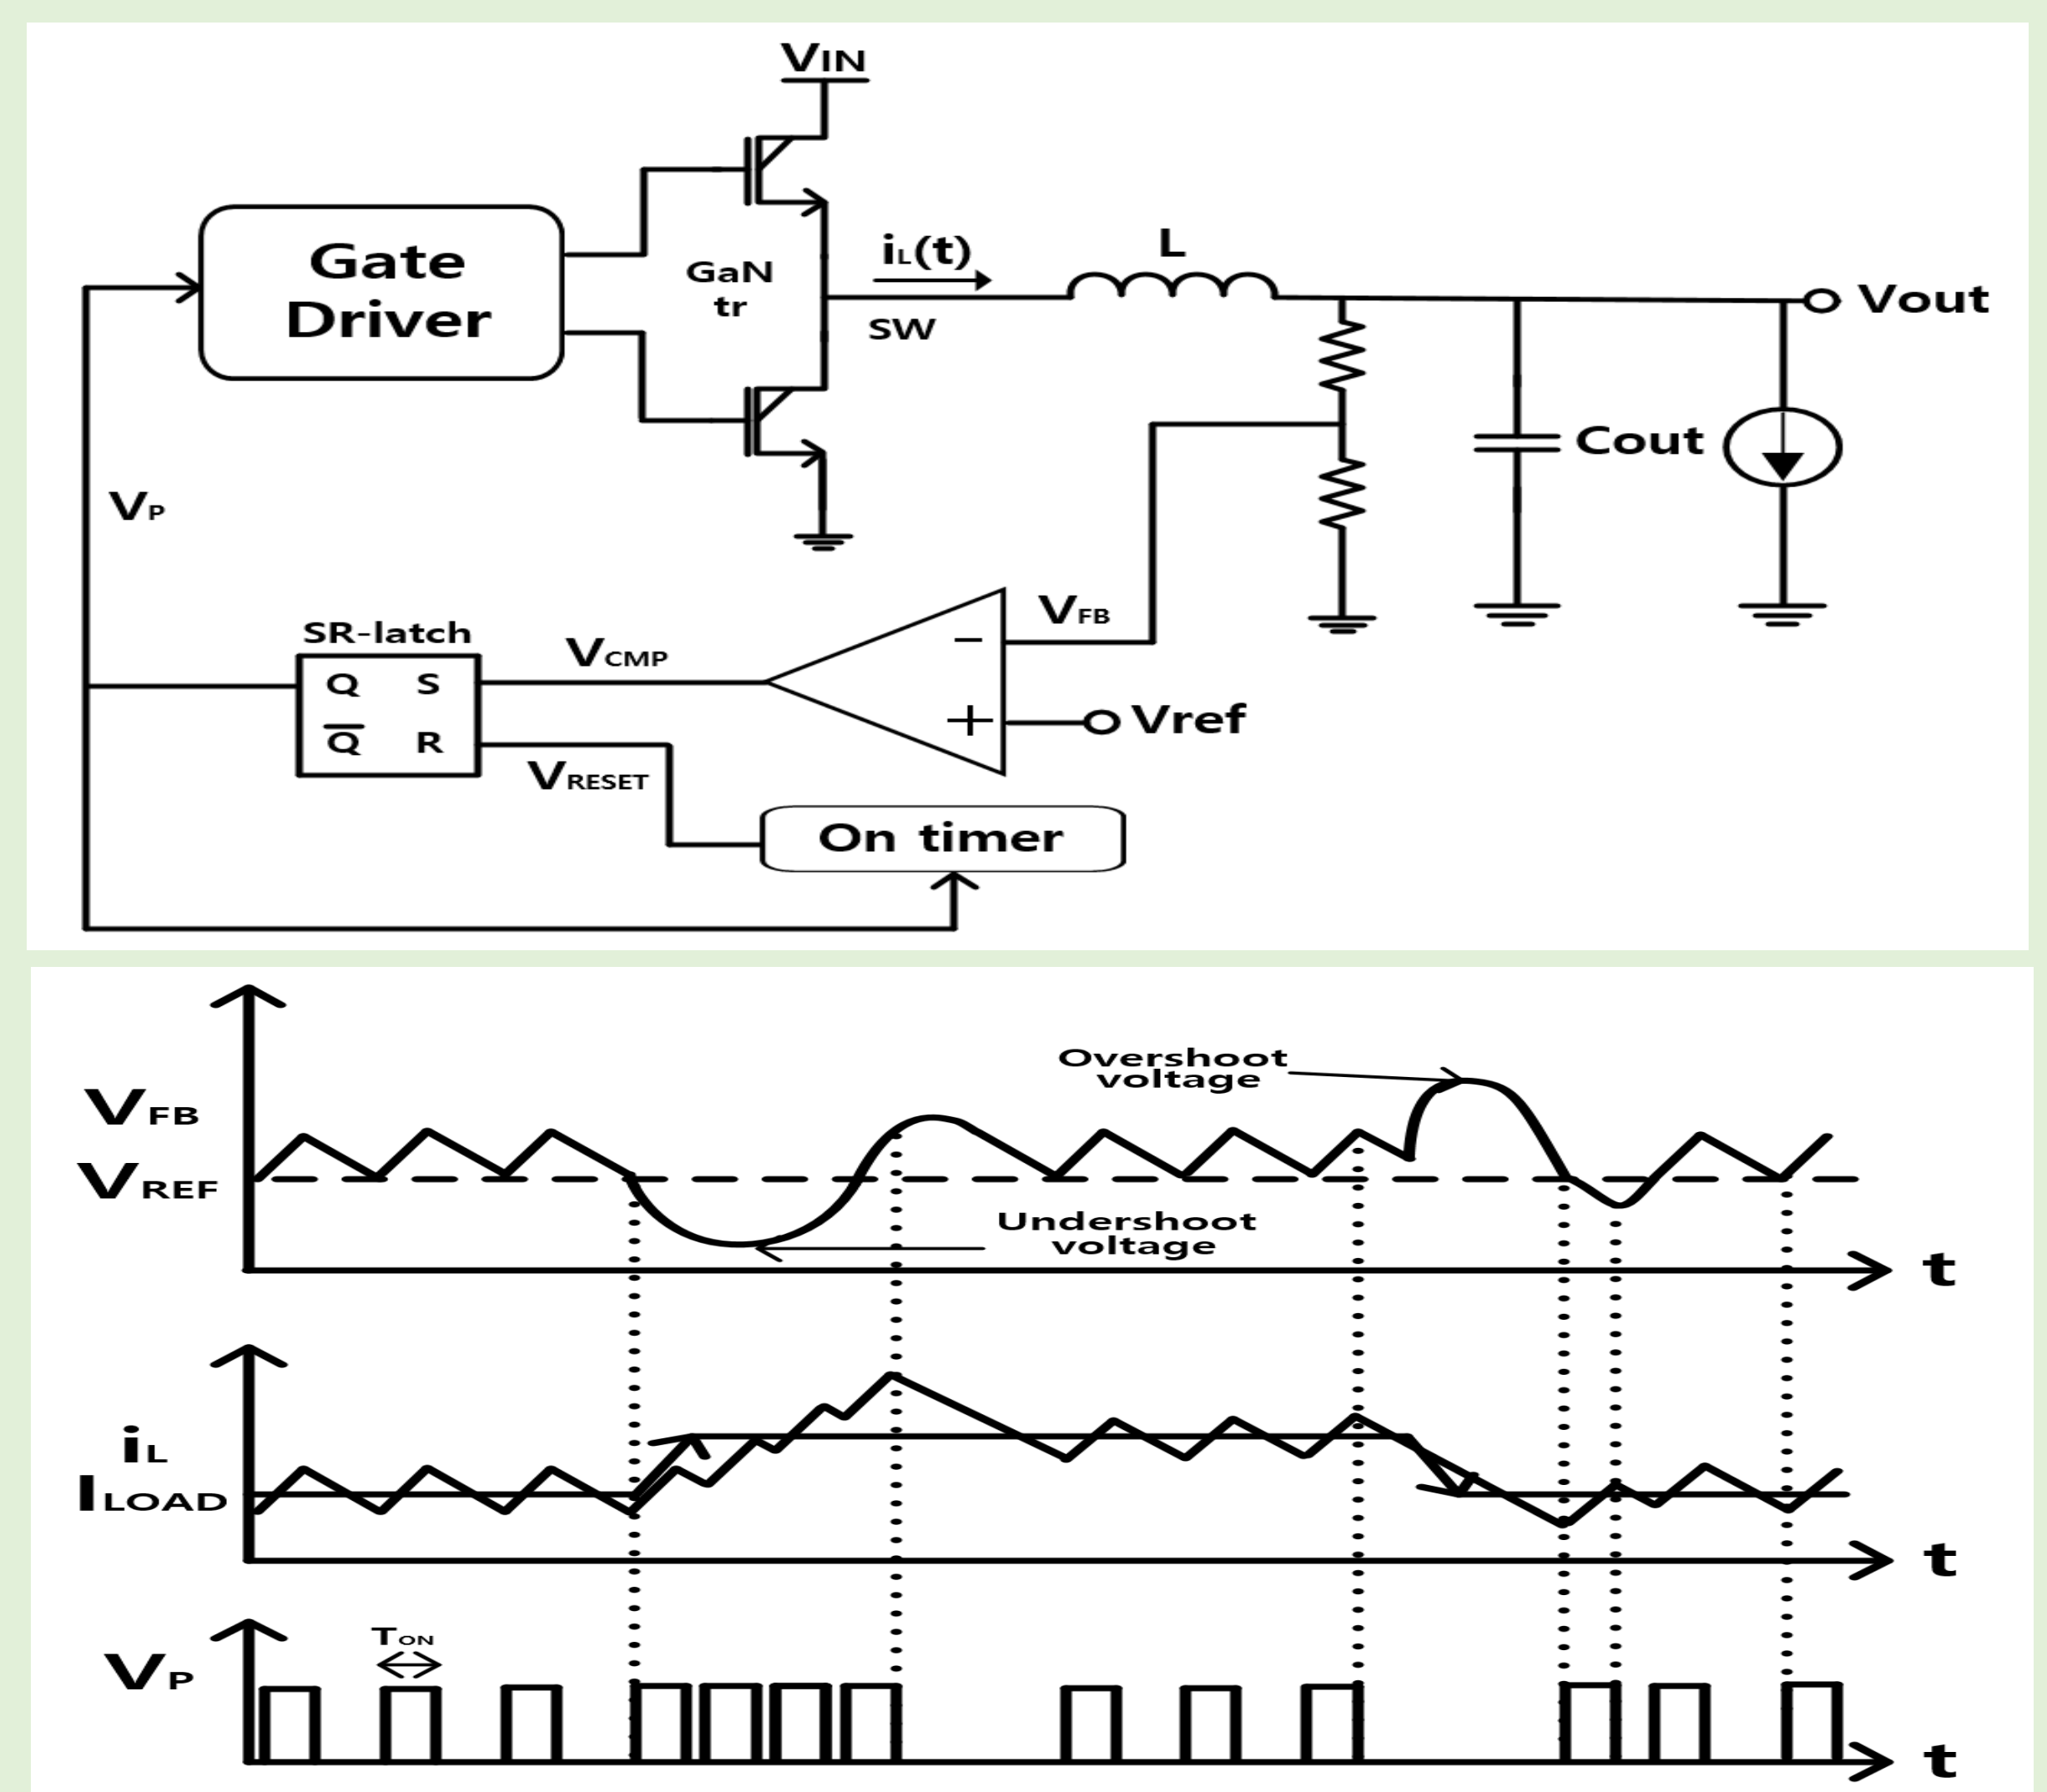 VIN
Gate
Driver
GaN
tr
iL(t)
L
SW
Vout
Cout
VP
VFB
SR-latch
VCMP
Q S
Q R
−
+
Vref
VRESET
On timer
Overshoot
voltage
VFB
VREF
Undershoot
voltage
t
iL
ILOAD
t
TON
VP
t